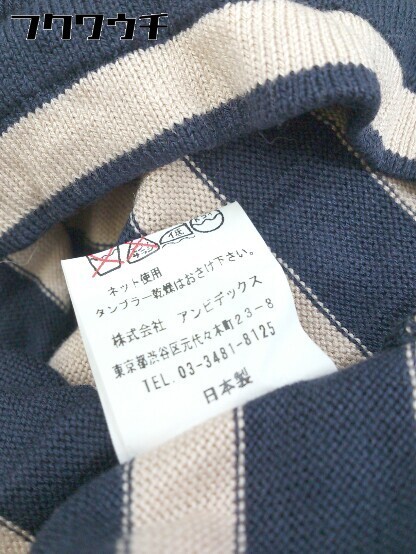 フクワウチ
ネット使用
タンブラー乾燥はおさけ下さい。
株式会社 アンビデックス
東京都渋谷区元代々木町23-8
TEL. 03-3481-8125
日本製